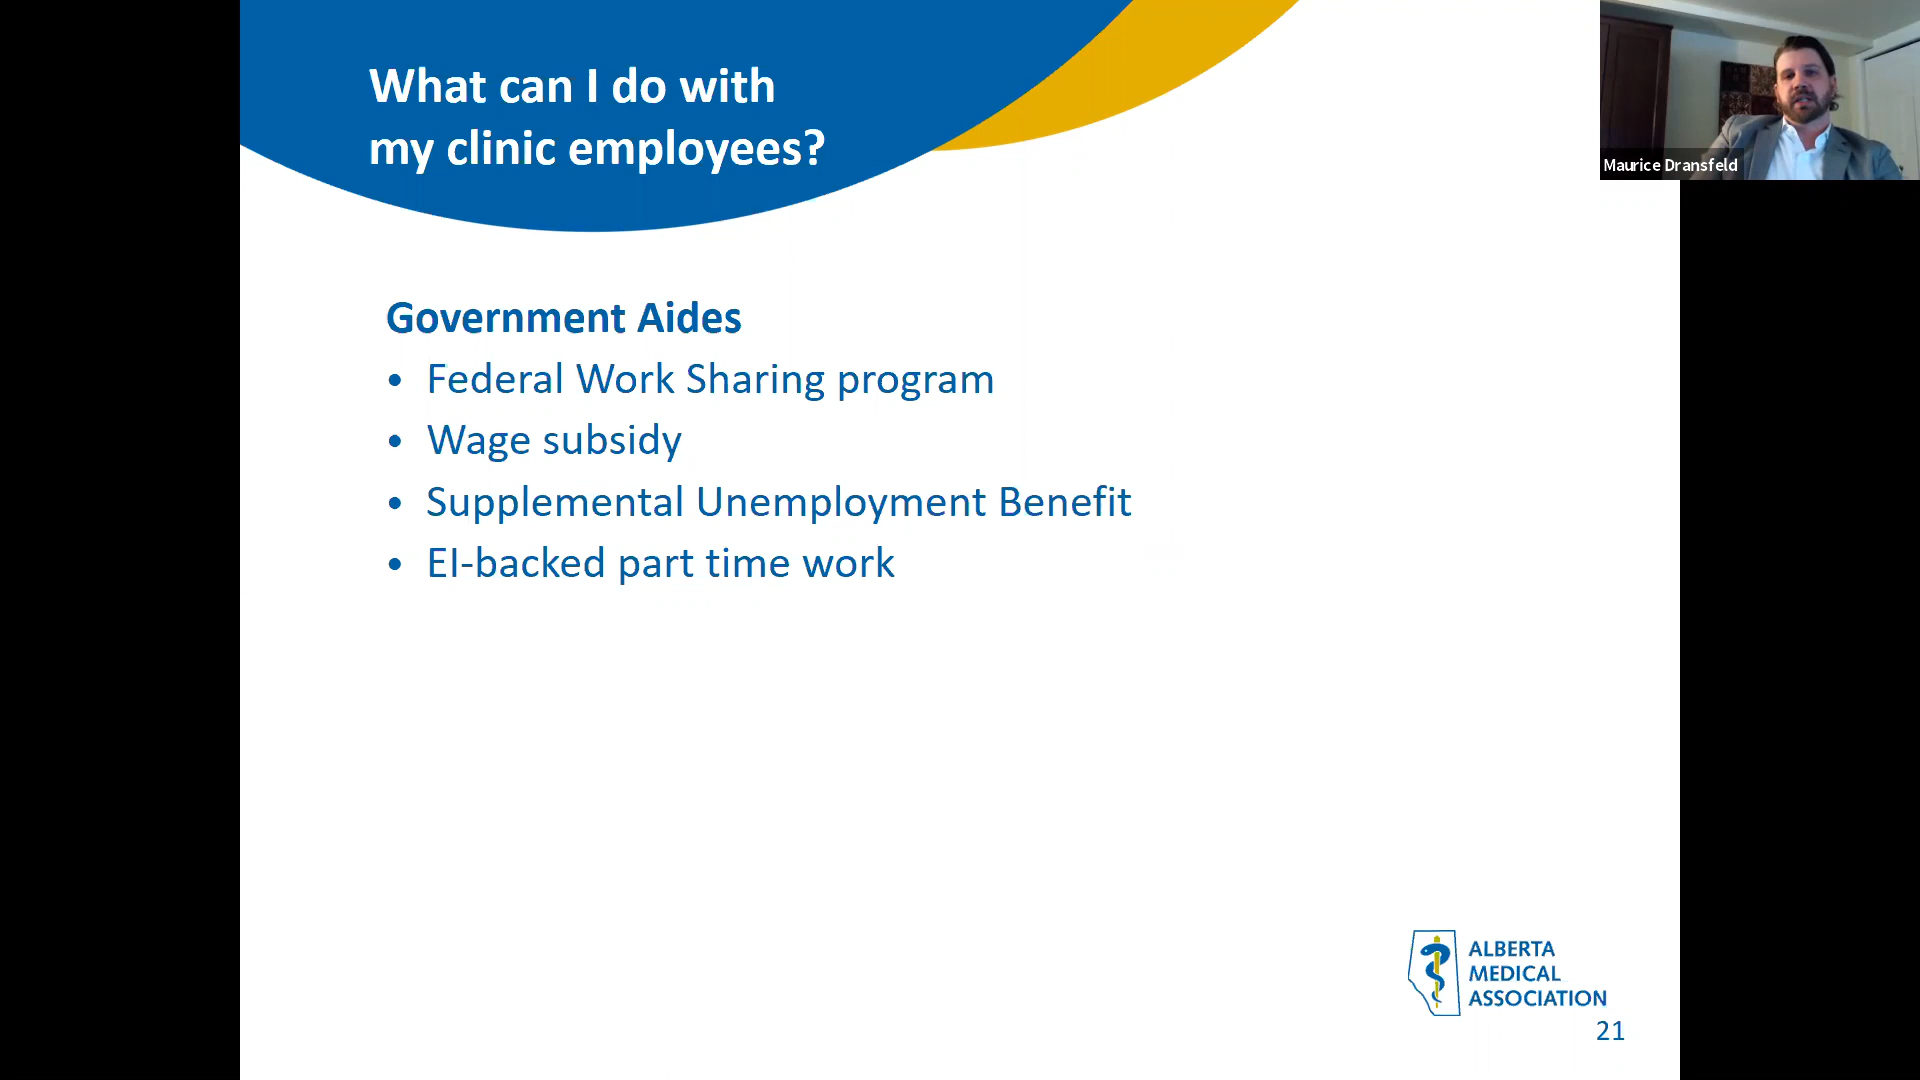 What can I do with
my clinic employees?
Maurice Dransfeld
Government Aides
• Federal Work Sharing program
• Wage subsidy
• Supplemental Unemployment Benefit
• EI-backed part time work
ALBERTA
MEDICAL
ASSOCIATION
21